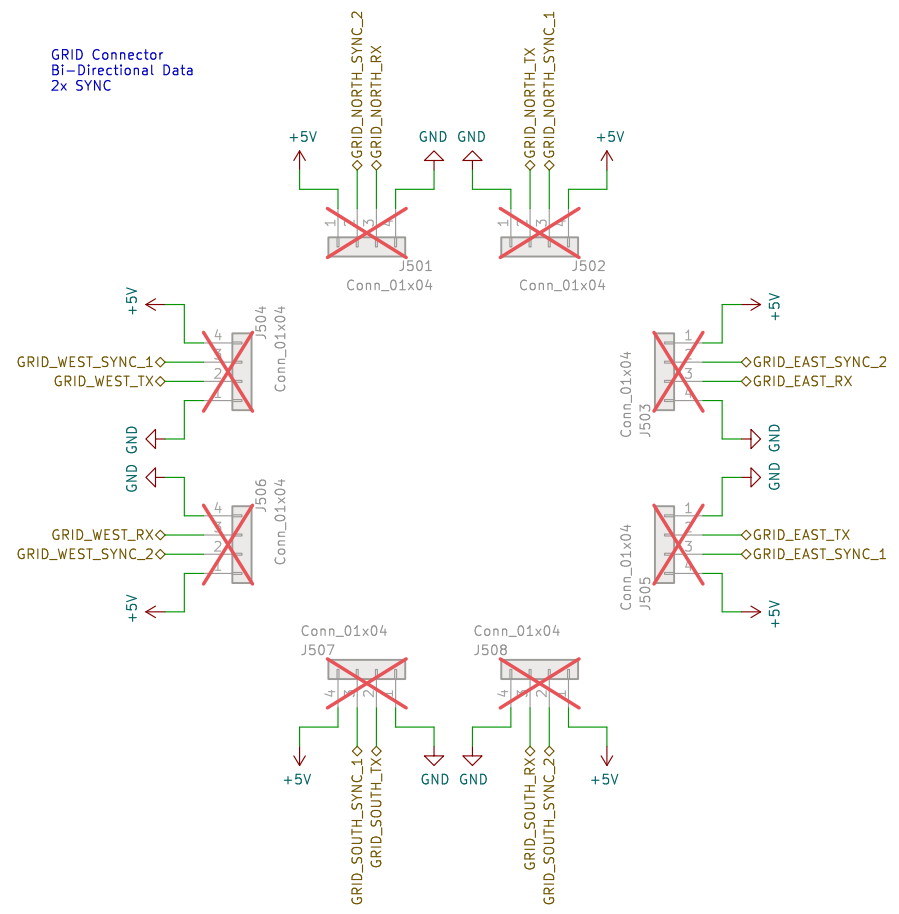 GRID Connector
Bi-Directional Data
2x SYNC
GRID_NORTH_SYNC_2
GRID_NORTH_RX
GRID_NORTH_TX
GRID_NORTH_SYNC_1
+5V
GND
GND
+5V
1
2
3
4
1
2
3
4
J501
Conn_01x04
J502
Conn_01x04
+5V
4
3
2
1
J504
Conn_01x04
GRID_WEST_SYNC_1
GRID_WEST_TX
GND
+5V
1
2
3
4
Conn_01x04
J503
GRID_EAST_SYNC_2
GRID_EAST_RX
GND
GND
4
3
2
1
J506
Conn_01x04
GRID_WEST_RX
GRID_WEST_SYNC_2
+5V
GND
1
2
3
4
Conn_01x04
J505
GRID_EAST_TX
GRID_EAST_SYNC_1
+5V
Conn_01x04
J507
Conn_01x04
J508
4
3
2
1
4
3
2
1
+5V
GND
GND
+5V
GRID_SOUTH_SYNC_1
GRID_SOUTH_TX
GRID_SOUTH_RX
GRID_SOUTH_SYNC_2